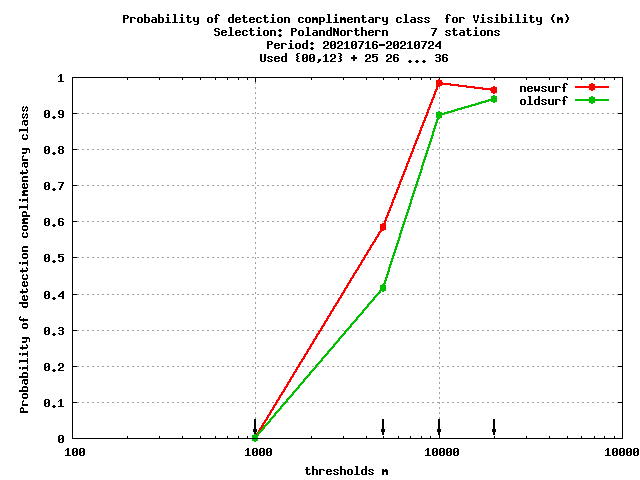 Probability of detection complimentary class  for Visibility (m)
Selection: PolandNorthern      7 stations
Period: 20210716-20210724
Used {00,12} + 25 26 ... 36
newsurf
oldsurf
Probability of detection complimentary class
1
0.9
0.8
0.7
0.6
0.5
0.4
0.3
0.2
0.1
0
100 1000 10000 10000
thresholds m